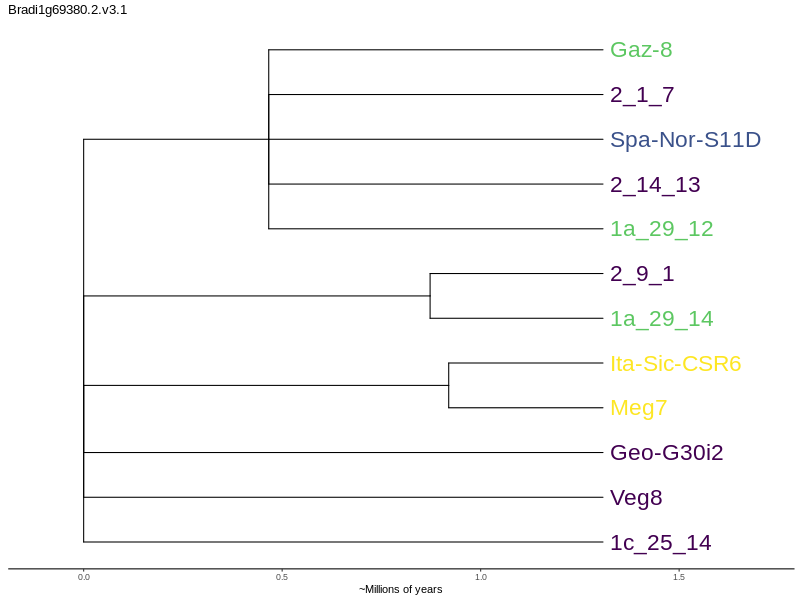 Bradi1g69380.2.v3.1
Gaz-8
2_1_7
Spa-Nor-S11D
2_14_13
1a_29_12
2_9_1
1a_29_14
Ita-Sic-CSR6
Meg7
Geo-G30i2
Veg8
1c_25_14
0.0 0.5 1.0 1.5
~Millions of years